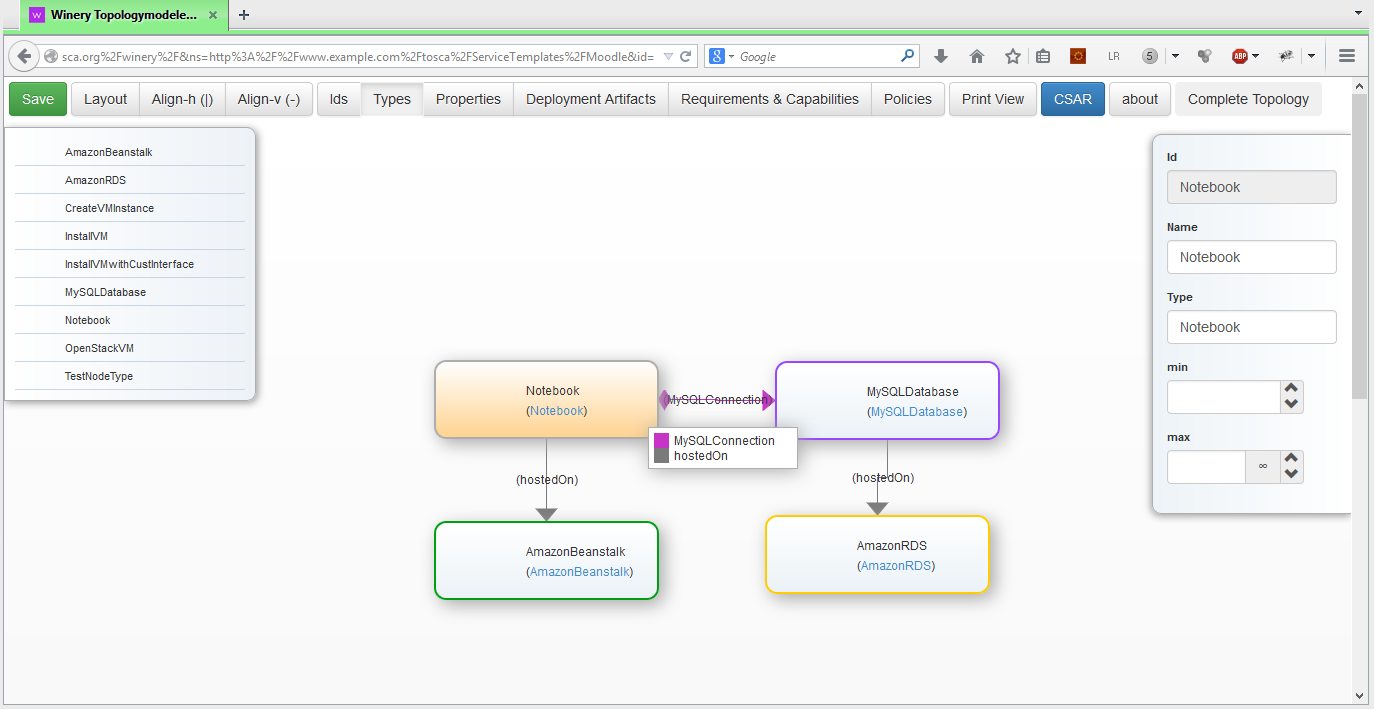 Winery Topologymodele...
sca.org%2Fwinery%2F&ns=http%3A%2F%2Fwww.example.com%2Ftosca%2FServiceTemplates%2FMoodle&id=
8 Google
LR
5
ABP
Save
Layout
Align-h (|)
Align-v (-)
Ids
Types
Properties
Deployment Artifacts
Requirements & Capabilities
Policies
Print View
CSAR
about
Complete Topology
AmazonBeanstalk
AmazonRDS
CreateVMInstance
InstallVM
InstallVMwithCustInterface
MySQLDatabase
Notebook
OpenStackVM
TestNodeType
Notebook
(Notebook)
(MySQLConnection)
MySQLDatabase
(MySQLDatabase)
MySQLConnection
hostedOn
(hostedOn)
(hostedOn)
AmazonBeanstalk
(AmazonBeanstalk)
AmazonRDS
(AmazonRDS)
Id
Notebook
Name
Notebook
Type
Notebook
min
max
∞